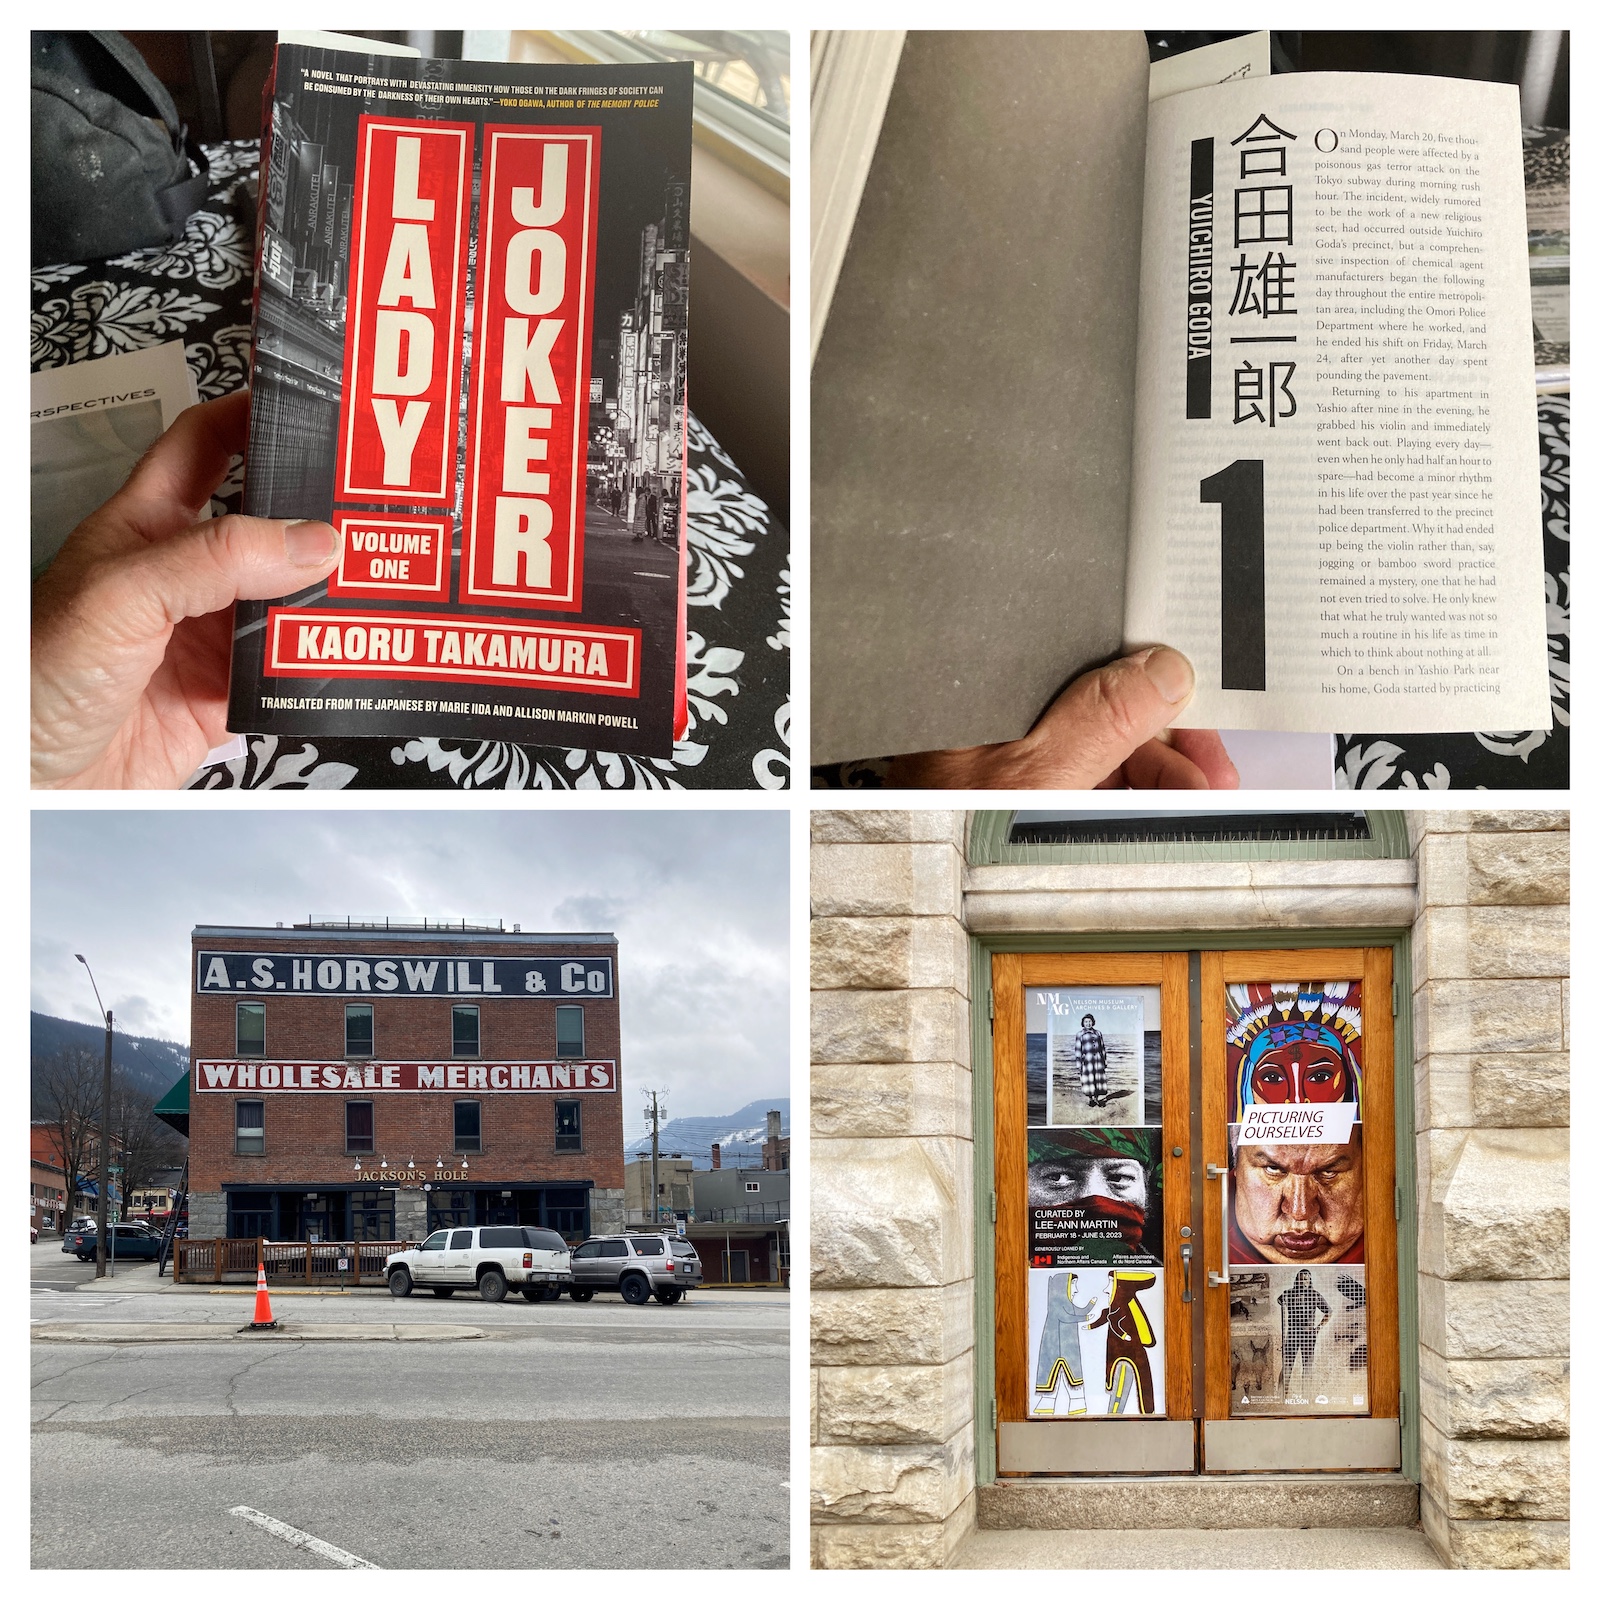 "A NOVEL THAT PORTRAYS WITH DEVASTATING IMMENSITY HOW THOSE ON THE DARK FRINGES OF SOCIETY CAN
BE CONSUMED BY THE DARKNESS OF THEIR OWN HEARTS."—YOKO OGAWA, AUTHOR OF THE MEMORY POLICE
LADY
JOKER
VOLUME
ONE
KAORU TAKAMURA
TRANSLATED FROM THE JAPANESE BY MARIE IIDA AND ALLISON MARKIN POWELL
ANRAKUTEI
ANRAKUTEI
RSPECTIVES
合田雄一郎
YUICHIRO GODA
1
On Monday, March 20, five thou-
sand people were affected by a
poisonous gas terror attack on the
Tokyo subway during morning rush
hour. The incident, widely rumored
to be the work of a new religious
sect, had occurred outside Yuichiro
Goda's precinct, but a comprehen-
sive inspection of chemical agent
manufacturers began the following
day throughout the entire metropoli-
tan area, including the Omori Police
Department where he worked, and
he ended his shift on Friday, March
24, after yet another day spent
pounding the pavement.
Returning to his apartment in
Yashio after nine in the evening, he
grabbed his violin and immediately
went back out. Playing every day—
even when he only had half an hour to
spare—had become a minor rhythm
in his life over the past year since he
had been transferred to the precinct
police department. Why it had ended
up being the violin rather than, say,
jogging or bamboo sword practice
remained a mystery, one that he had
not even tried to solve. He only knew
that what he truly wanted was not so
much a routine in his life as time in
which to think about nothing at all.
On a bench in Yashio Park near
his home, Goda started by practicing
A.S. HORSWILL & Co
WHOLESALE MERCHANTS
JACKSON'S HOLE
NM
AG
NELSON MUSEUM
ARCHIVES & GALLERY
CURATED BY
LEE-ANN MARTIN
FEBRUARY 18 - JUNE 3, 2023
GENEROUSLY LOANED BY
Indigenous and
Northern Affairs Canada
Affaires autochtones
et du Nord Canada
PICTURING
OURSELVES
NELSON